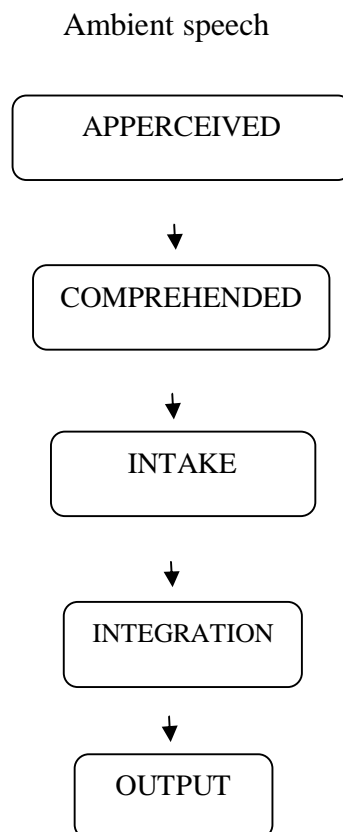 Ambient speech
APPERCEIVED
COMPREHENDED
INTAKE
INTEGRATION
OUTPUT